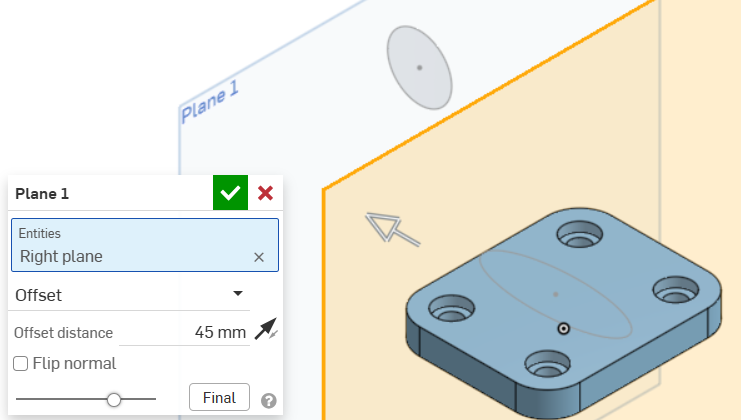 Plane 1
Plane 1
Entities
Right plane
Offset
Offset distance 45 mm
Flip normal
Final